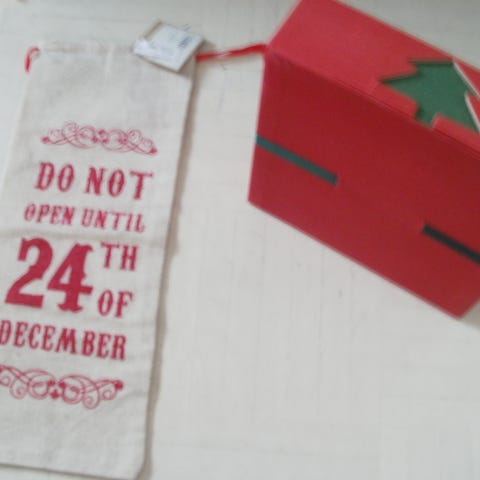 DO NOT
OPEN UNTIL
24TH
OF
DECEMBER